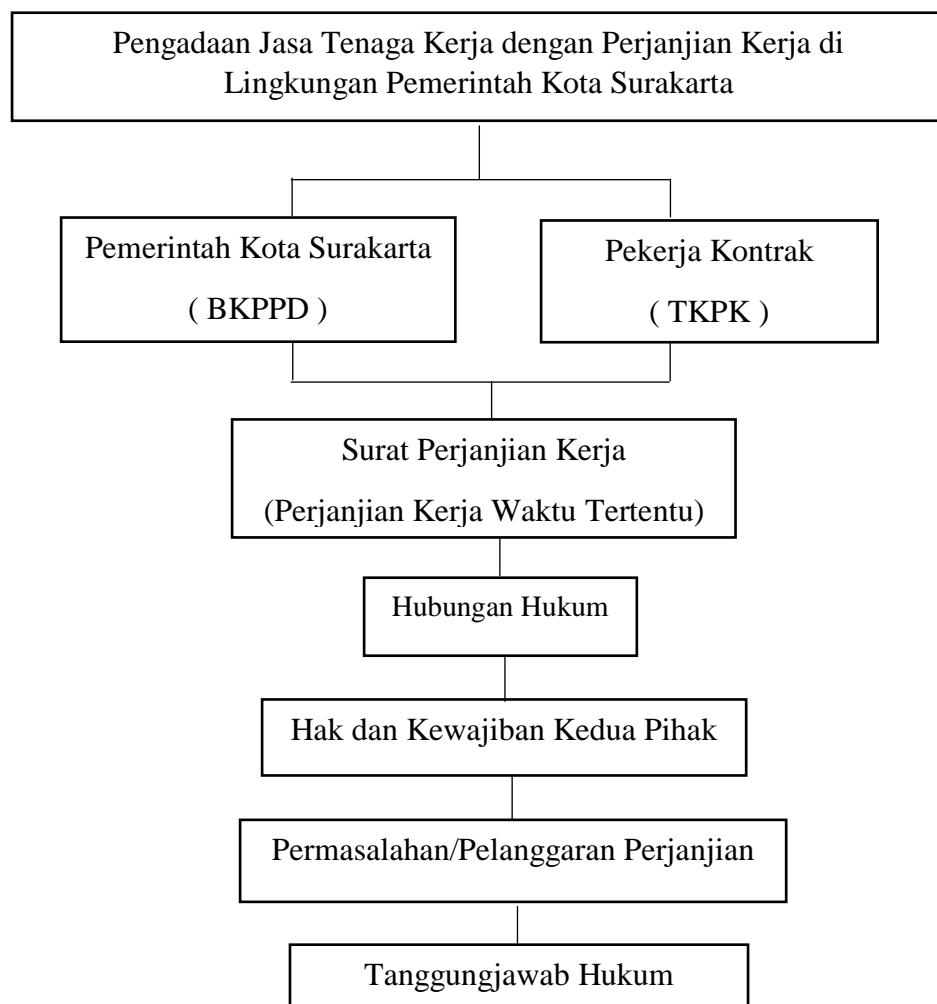 Pengadaan Jasa Tenaga Kerja dengan Perjanjian Kerja di
Lingkungan Pemerintah Kota Surakarta
Pemerintah Kota Surakarta
( BKPPD )
Pekerja Kontrak
( TKPK )
Surat Perjanjian Kerja
(Perjanjian Kerja Waktu Tertentu)
Hubungan Hukum
Hak dan Kewajiban Kedua Pihak
Permasalahan/Pelanggaran Perjanjian
Tanggungjawab Hukum